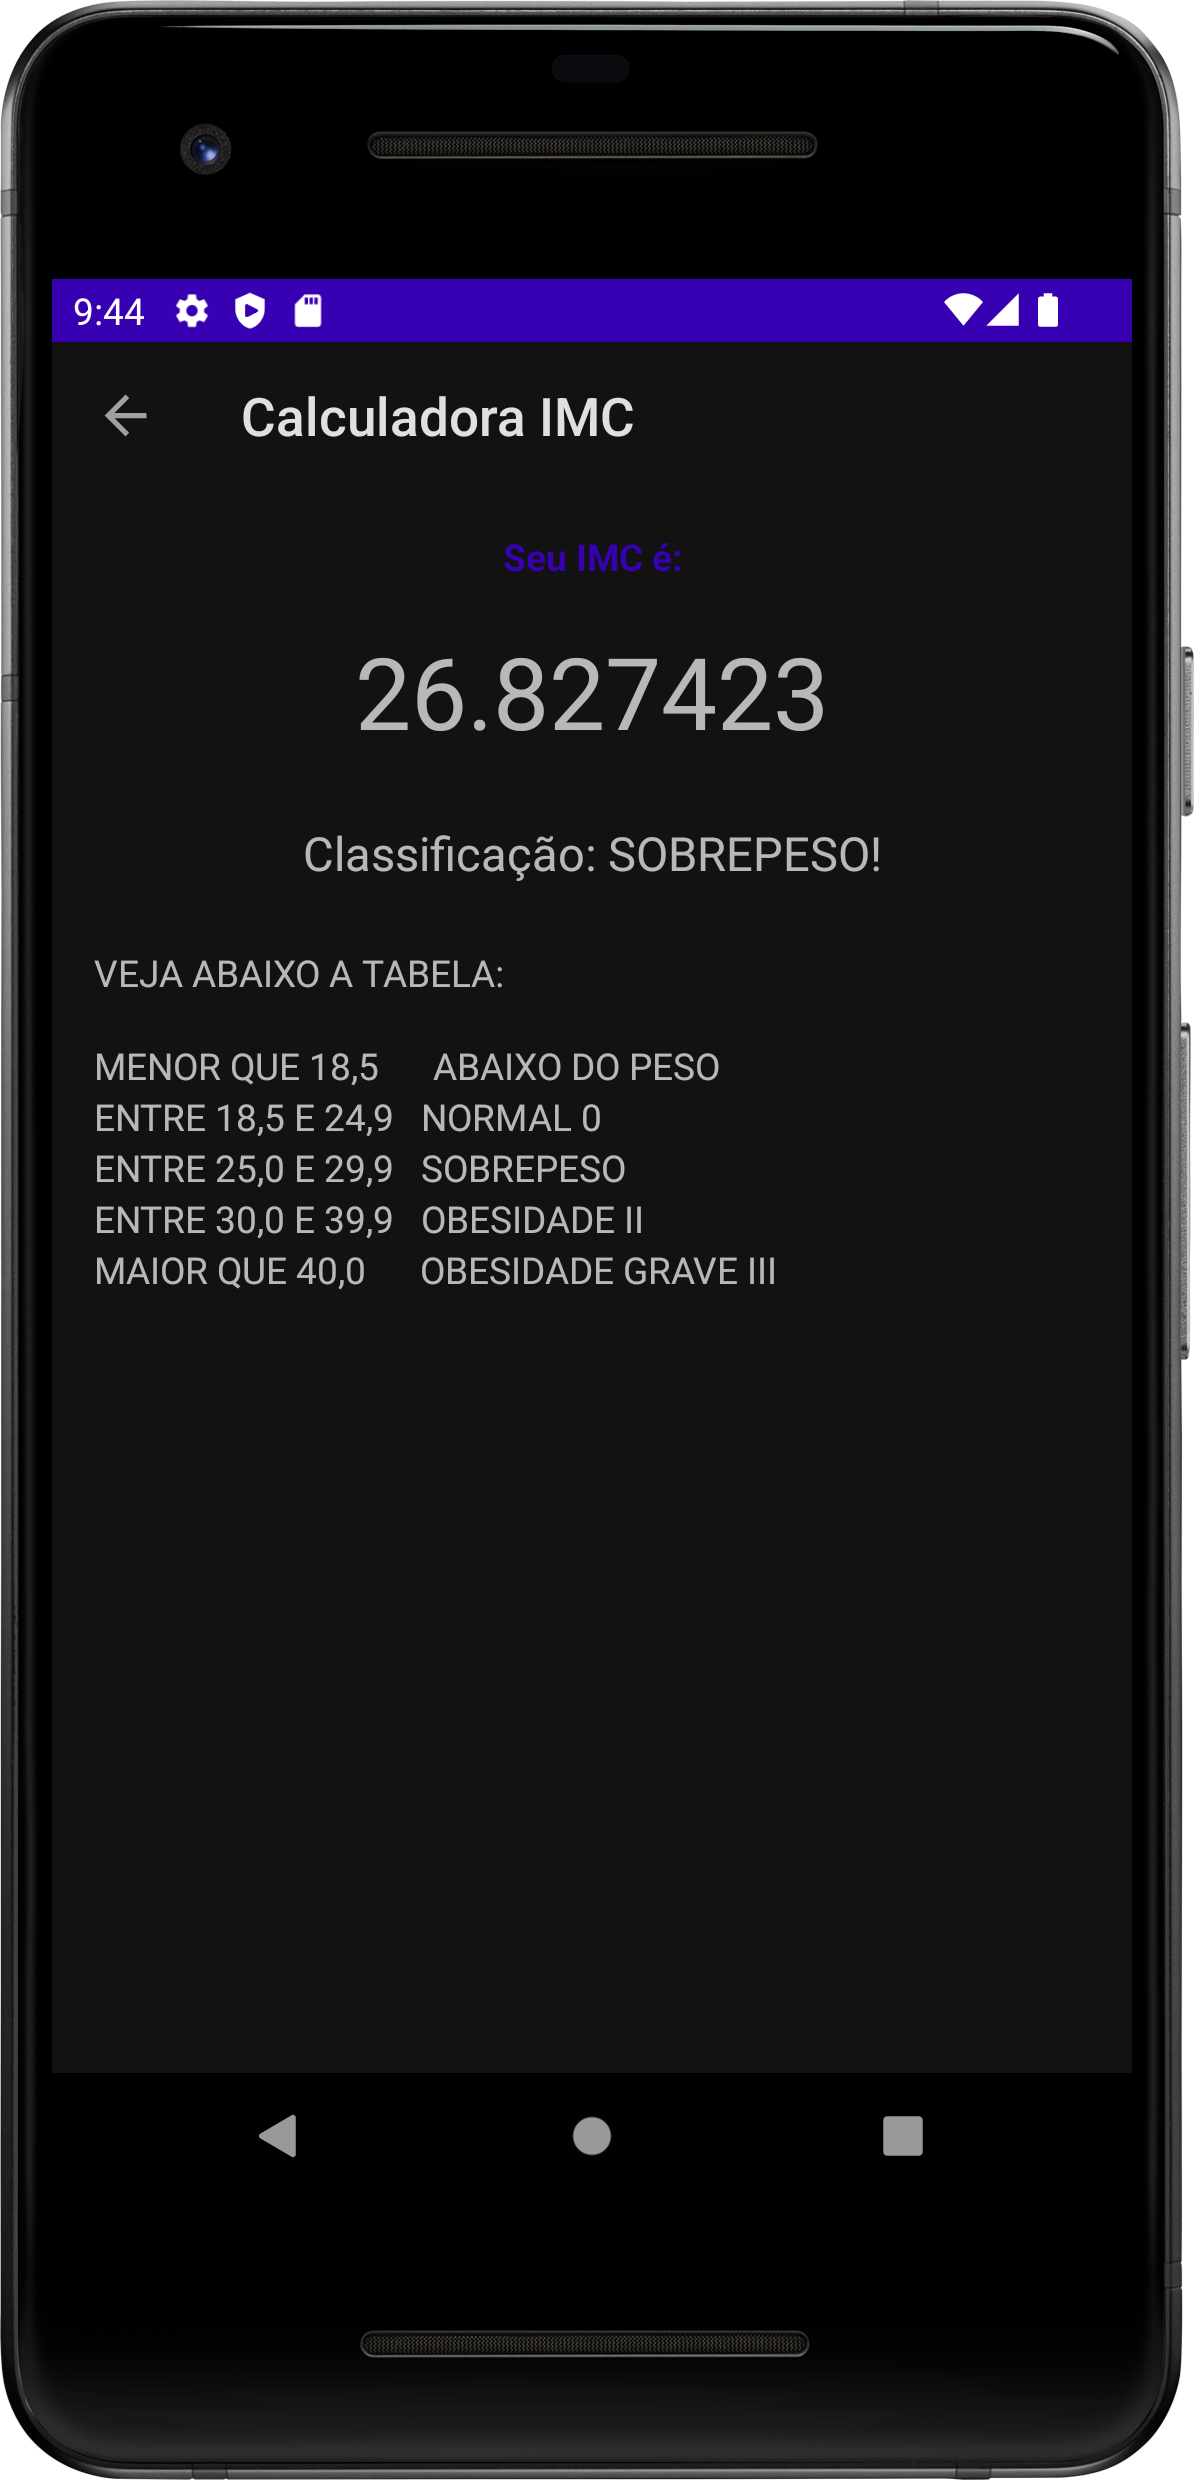 9:44
Calculadora IMC
Seu IMC é:
26.827423
Classificação: SOBREPESO!
VEJA ABAIXO A TABELA:
MENOR QUE 18,5 ABAIXO DO PESO
ENTRE 18,5 E 24,9 NORMAL 0
ENTRE 25,0 E 29,9 SOBREPESO
ENTRE 30,0 E 39,9 OBESIDADE II
MAIOR QUE 40,0 OBESIDADE GRAVE III